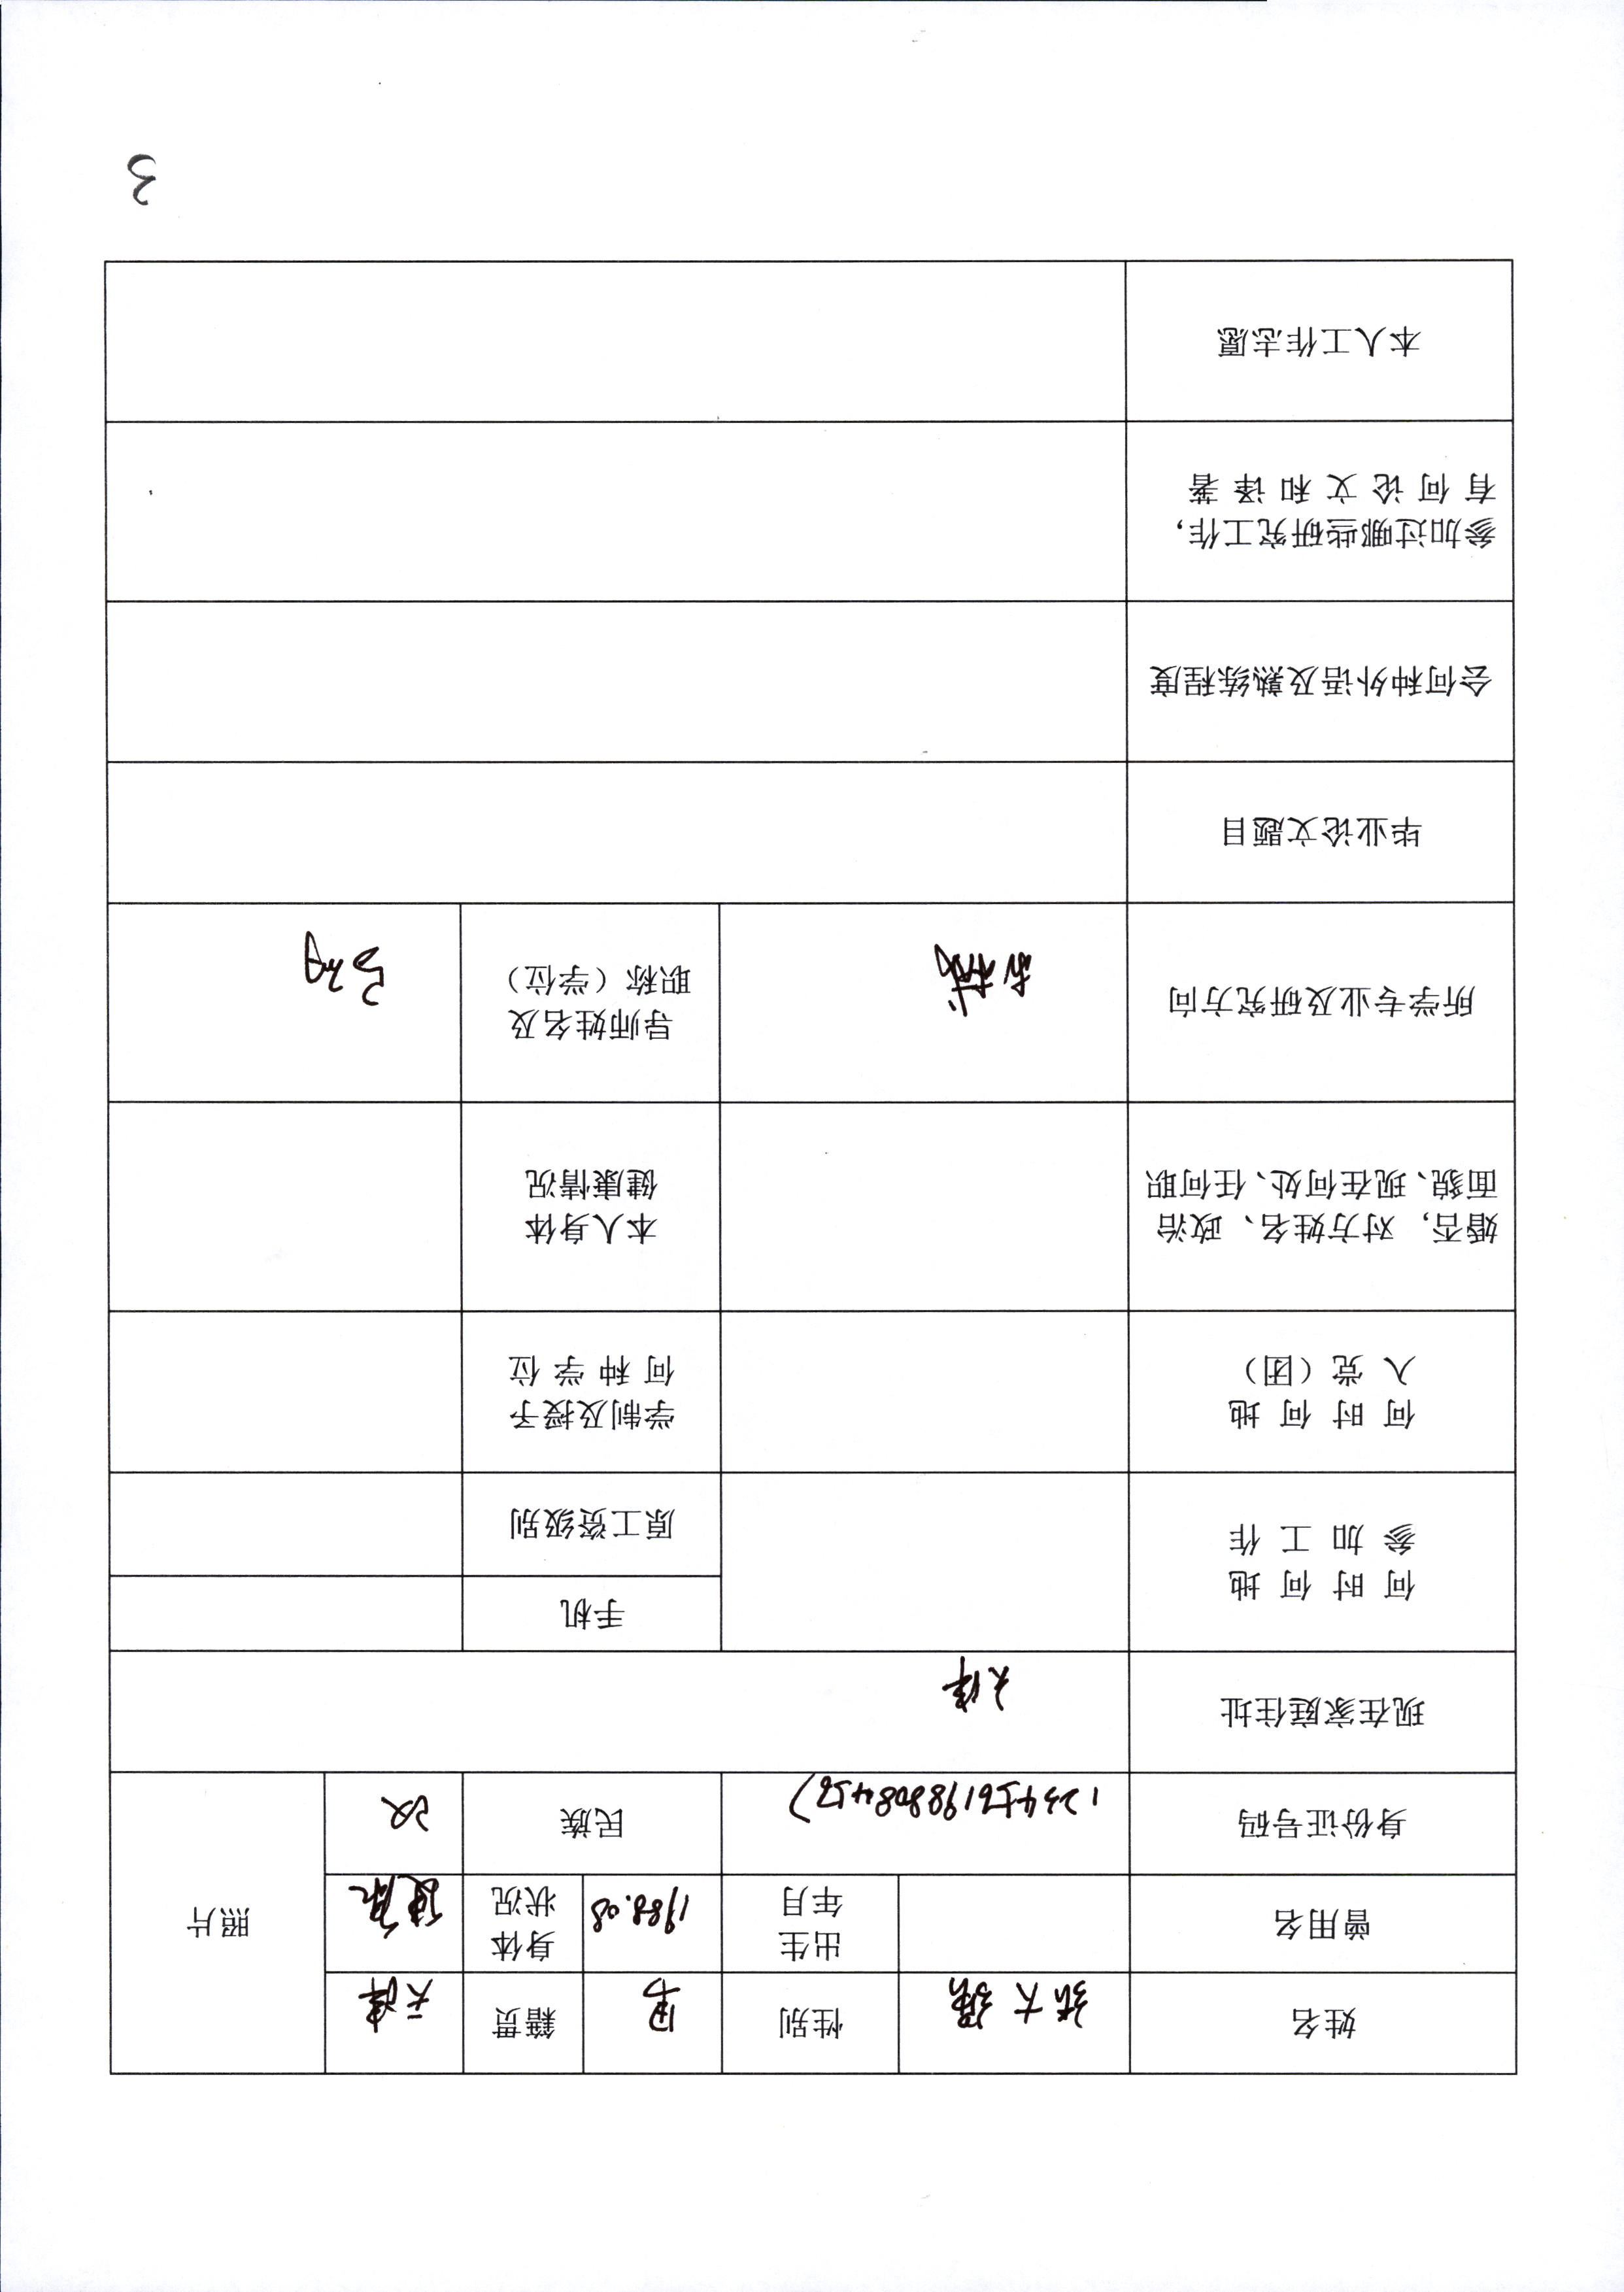 姓名
张大强
性别
男
籍贯
天津
照片
曾用名
出生
年月
1988.08
身体
状况
健康
身份证号码
1234561988084567
民族
汉
现在家庭住址
天津
何时何地
参加工作
手机
原工资级别
何时何地
入党（团）
学制及授予
何种学位
婚否，对方姓名、政治
面貌、现在何处、任何职
本人身体
健康情况
所学专业及研究方向
导师姓名及
职称（学位）
毕业论文题目
会何种外语及熟练程度
参加过哪些研究工作，
有何论文和译著
本人工作志愿
3